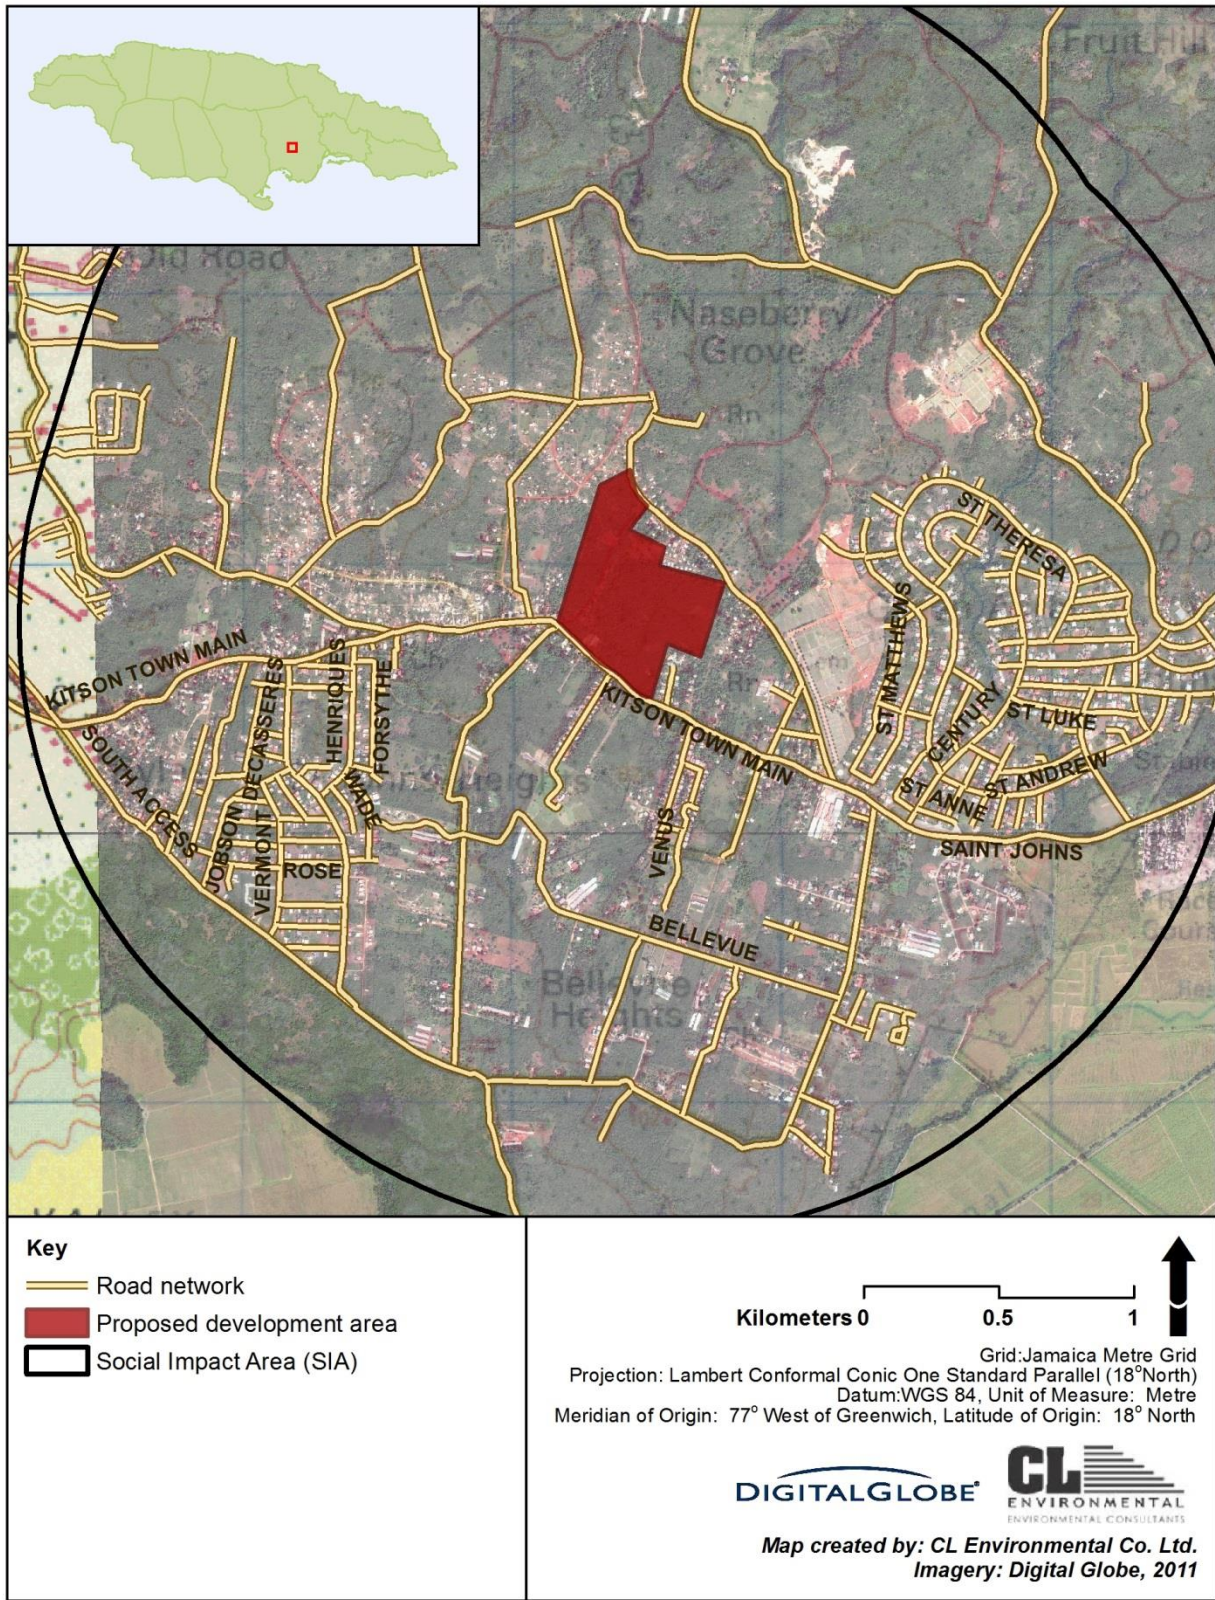 Fruit Hill
Old Road
Naseberry
Grove
Rn
ST THERESA
ST MATTHEWS
KITSON TOWN MAIN
DECASSERES
HENRIQUES
FORSYTHE
Rn
KITSON TOWN MAIN
CENTURY
ST LUKE
SOUTH ACCESS
Heights
WADE
ST ANNE
ST ANDREW
JOBSON
VERMONT
ROSE
VENUS
SAINT JOHNS
BELLEVUE
Bellevue
Heights
Key
Road network
Proposed development area
Social Impact Area (SIA)
Kilometers 0 0.5 1
Grid:Jamaica Metre Grid
Projection: Lambert Conformal Conic One Standard Parallel (18°North)
Datum:WGS 84, Unit of Measure: Metre
Meridian of Origin: 77° West of Greenwich, Latitude of Origin: 18° North
DIGITALGLOBE®
CL
ENVIRONMENTAL
ENVIRONMENTAL CONSULTANTS
Map created by: CL Environmental Co. Ltd.
Imagery: Digital Globe, 2011